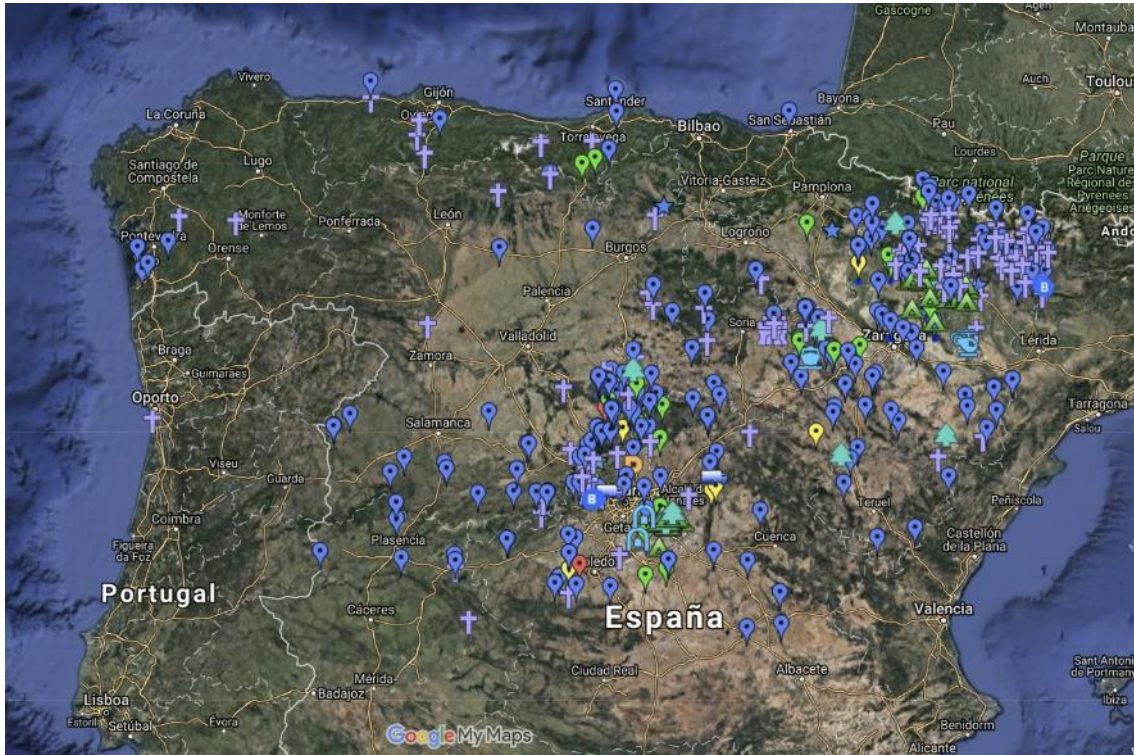 Gascogne
Agen
Montauba
Vivero
Gijón
Auch
Toulou
La Coruña
Santander
Bayona
San Sebastián
Torrelavega
Bilbao
Pau
Lugo
Lourdes
Santiago de
Compostela
Parque
Parc Nature
Régional de
Pyrénées
Ariégeoises
Parc national
Pyrénées
Vitoria-Gasteiz
Pamplona
Monforte
de Lemos
Ponferrada
León
Logroño
Pontevedra
Orense
Burgos
Ando
Palencia
Soria
Braga
Valladolid
Zaragoza
Lérida
Guimarães
Zamora
Oporto
Tarragona
Salou
Salamanca
Viseu
Guarda
Teruel
Peñíscola
Coimbra
Geta
Figueira
da Foz
Plasencia
Cuenca
Castellón
de la Plana
Toledo
Portugal
Cáceres
España
Valencia
Ciudad Real
Albacete
Sant Antoni
de Portmany
Ibiza
Mérida
Badajoz
Lisboa
Estoril
Setúbal
Évora
Benidorm
Alicante
Google My Maps
B
B